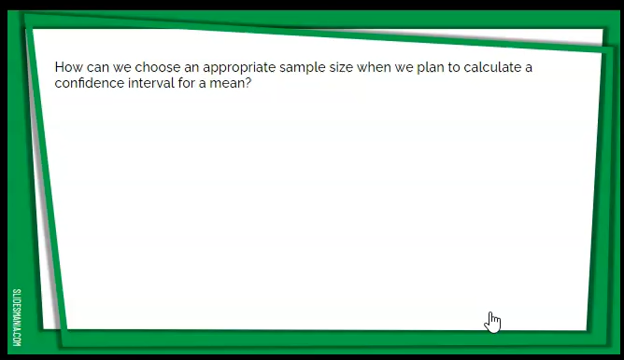 How can we choose an appropriate sample size when we plan to calculate a
confidence interval for a mean?
SLIDESMANIA.COM